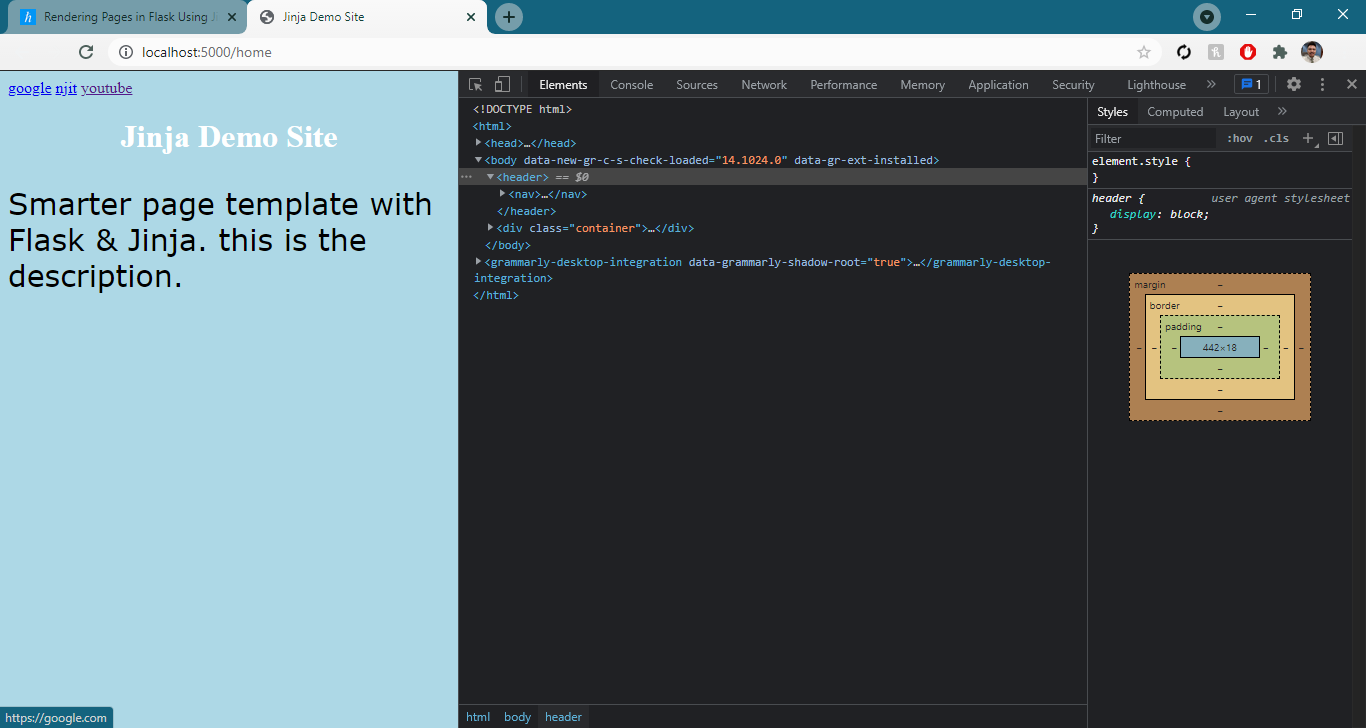 Rendering Pages in Flask Using J
Jinja Demo Site
localhost:5000/home
google njit youtube
Jinja Demo Site
Smarter page template with
Flask & Jinja. this is the
description.
https://google.com
Elements Console Sources Network Performance Memory Application Security Lighthouse » 1
<!DOCTYPE html>
<html>
<head>…</head>
<body data-new-gr-c-s-check-loaded="14.1024.0" data-gr-ext-installed>
<header> == $0
<nav>…</nav>
</header>
<div class="container">…</div>
</body>
<grammarly-desktop-integration data-grammarly-shadow-root="true">…</grammarly-desktop-
integration>
</html>
html body header
Styles Computed Layout »
Filter :hov .cls +
element.style {
}
header { user agent stylesheet
display: block;
}
margin –
border –
padding –
– – – 442×18 – – –
–
–
–